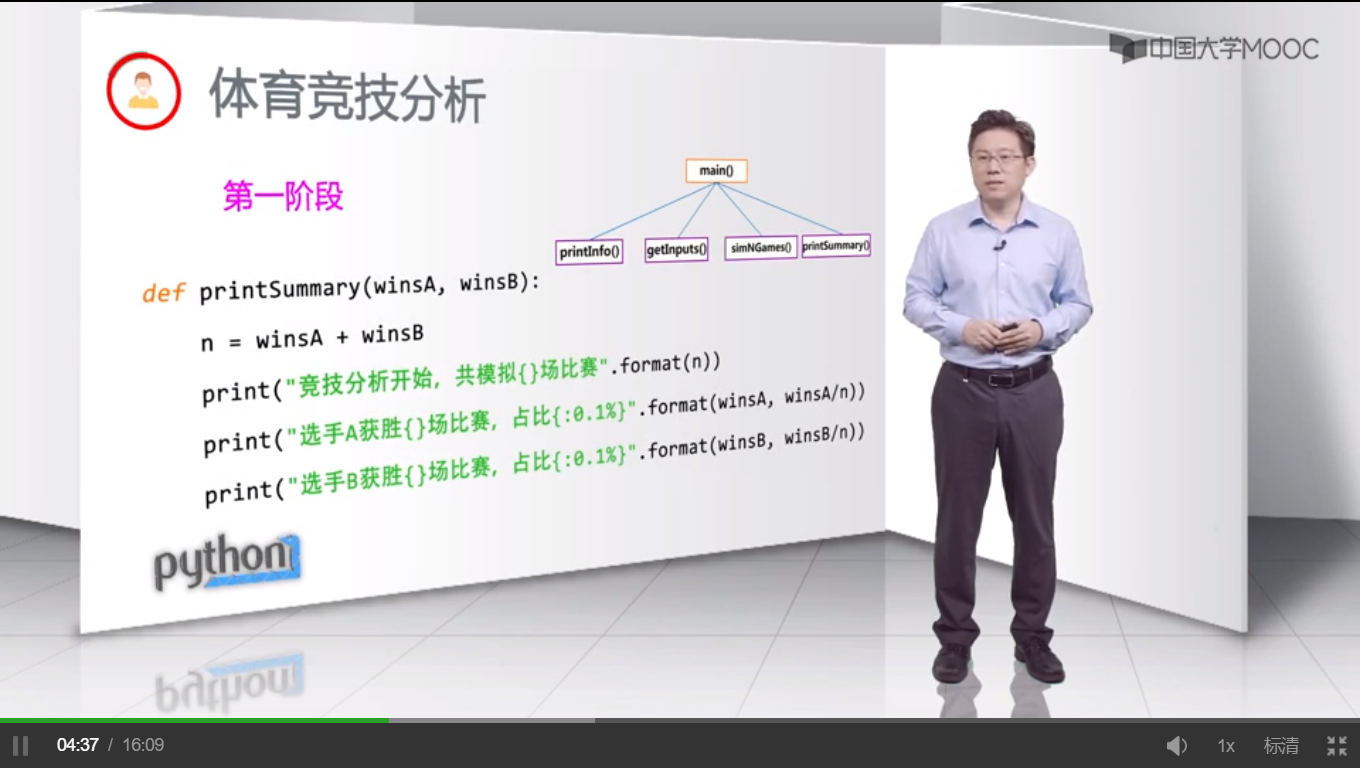 中国大学MOOC
体育竞技分析
第一阶段
main()
printInfo() getInputs() simNGames() printSummary()
def printSummary(winsA, winsB):
n = winsA + winsB
print("竞技分析开始，共模拟{}场比赛".format(n))
print("选手A获胜{}场比赛，占比{:0.1%}".format(winsA, winsA/n))
print("选手B获胜{}场比赛，占比{:0.1%}".format(winsB, winsB/n))
python
04:37 / 16:09 1x 标清